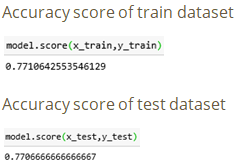 Accuracy score of train dataset
model.score(x_train,y_train)
0.7710642553546129
Accuracy score of test dataset
model.score(x_test,y_test)
0.7706666666666667